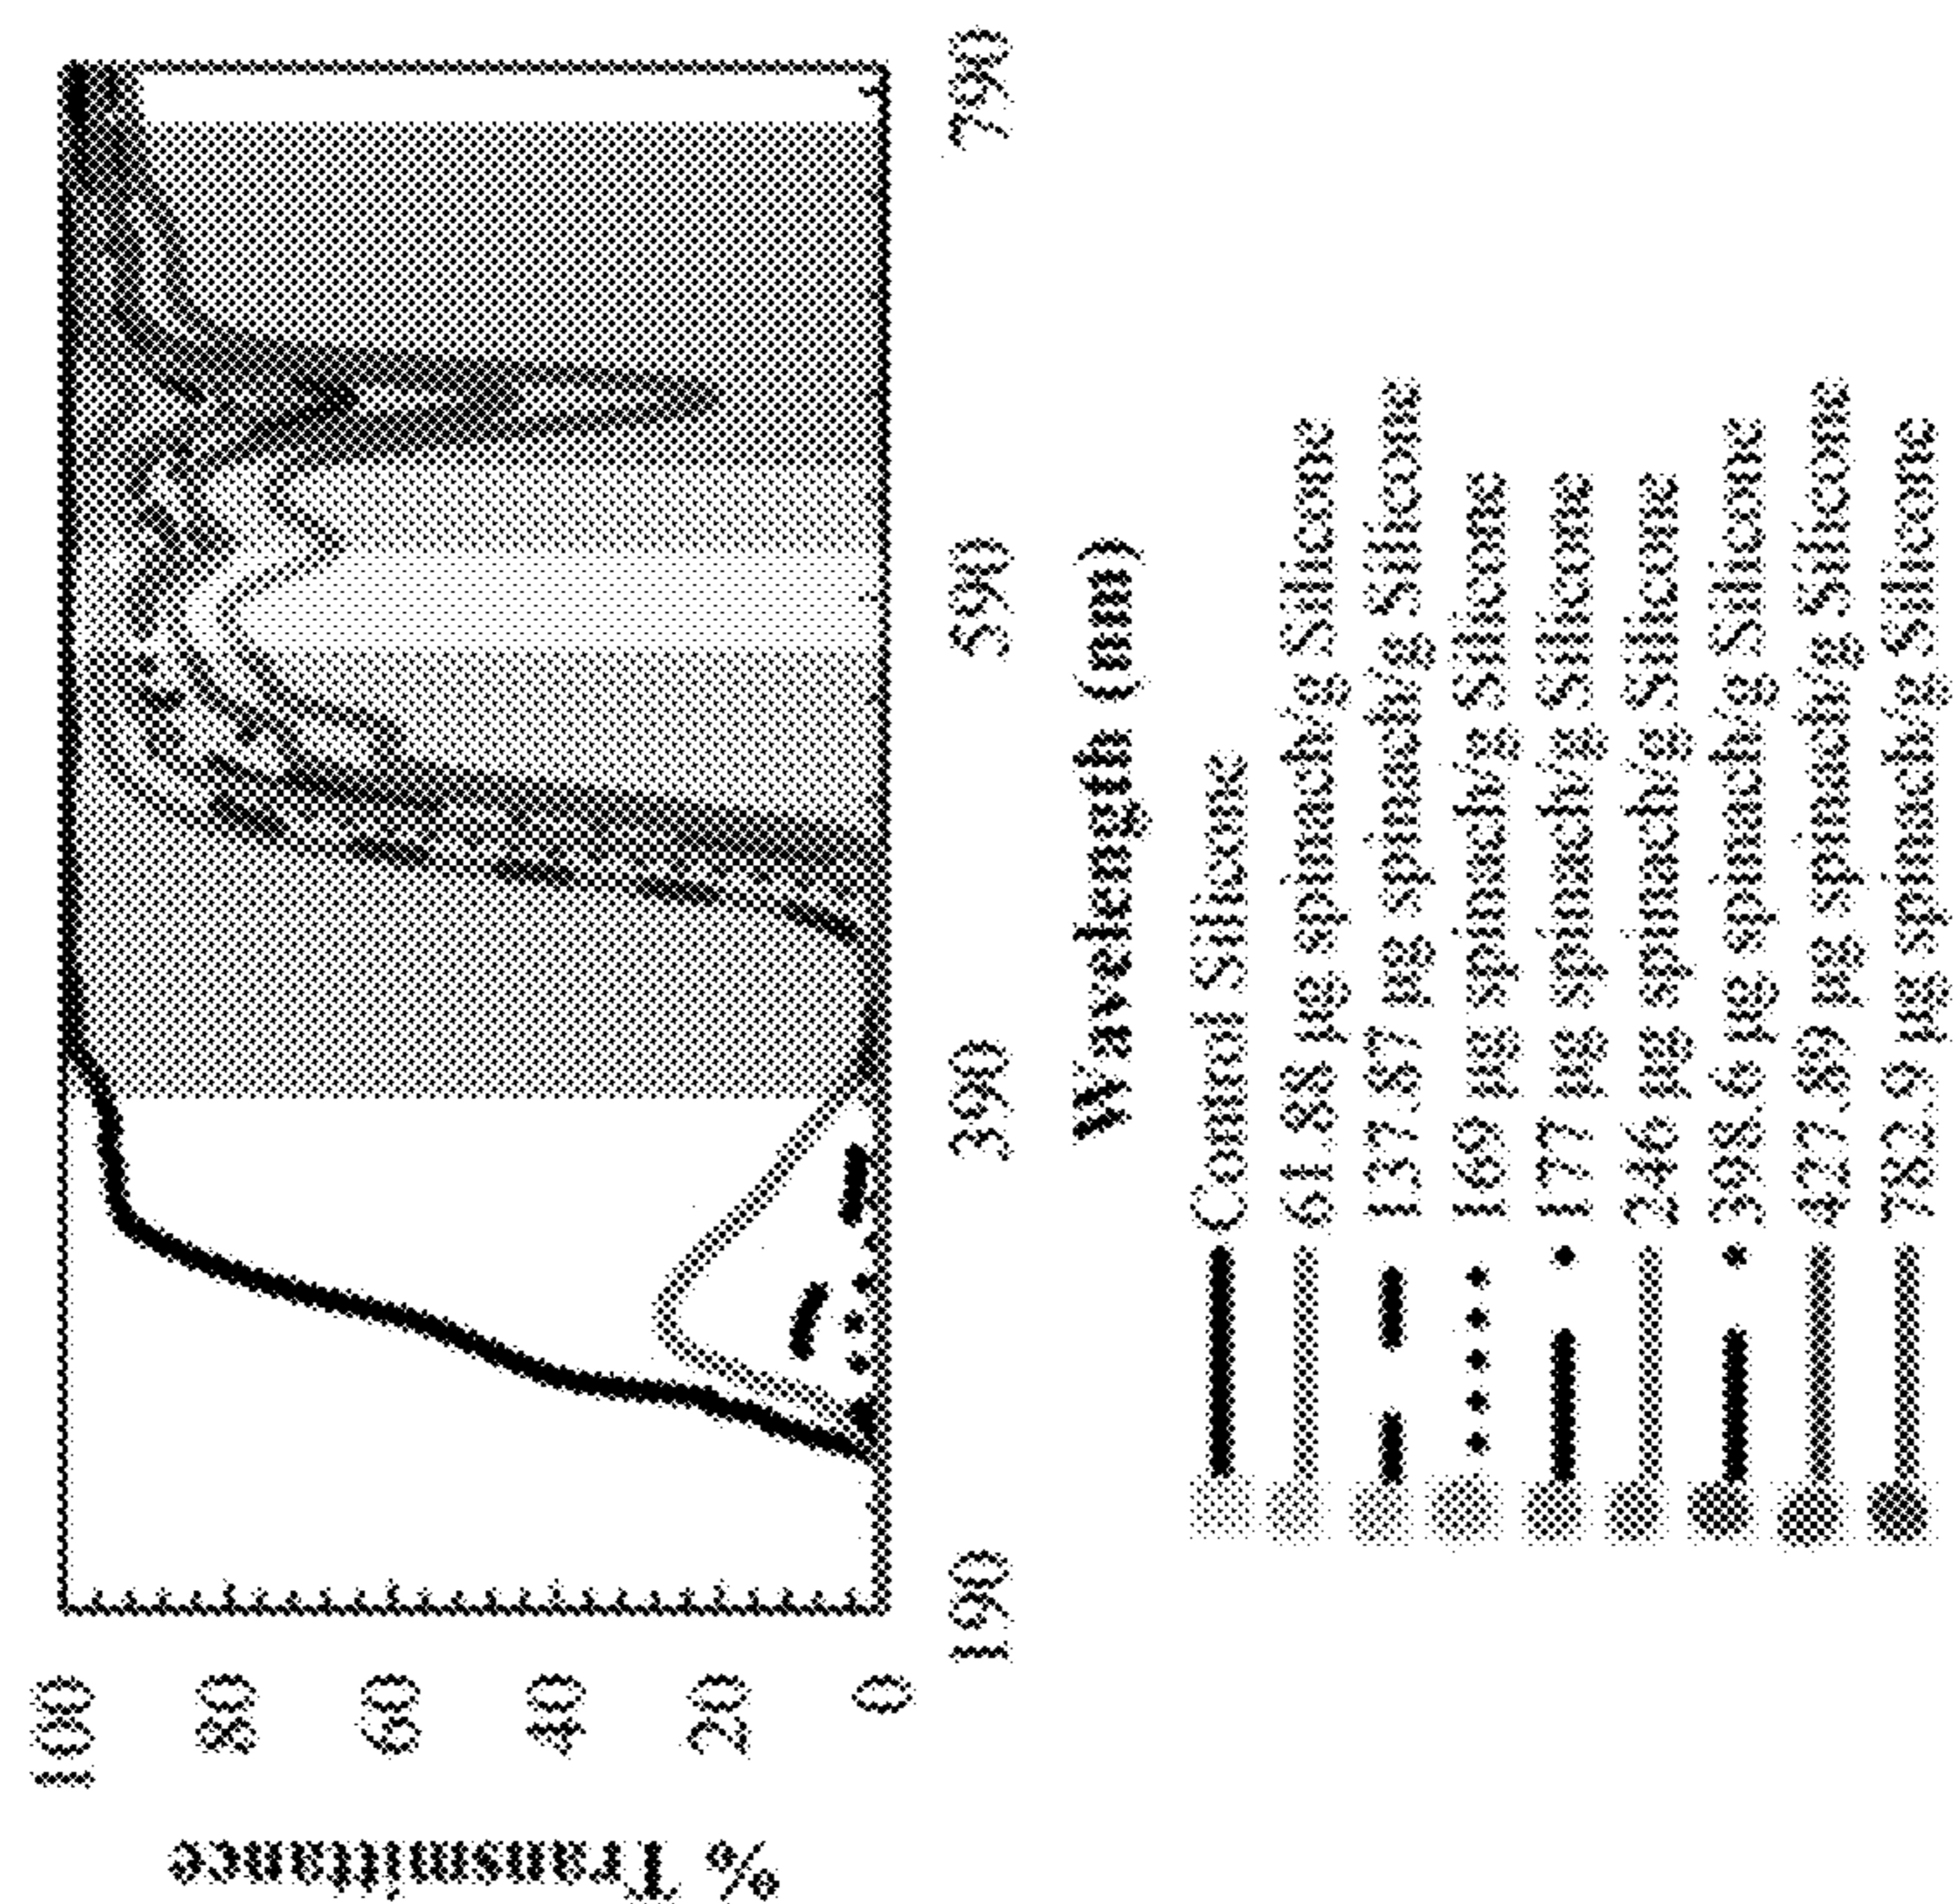 % Transmittance
100
80
60
40
20
0
190 390 590 790
Wavelength (nm)
Control Silicone
61.88 µg spinach/g Silicone
137.87 µg spinach/g Silicone
169 µg spinach/g Silicone
177 µg spinach/g Silicone
246 µg spinach/g Silicone
398.6 µg spinach/g Silicone
427.89 µg spinach/g Silicone
782.9 µg spinach/g Silicone